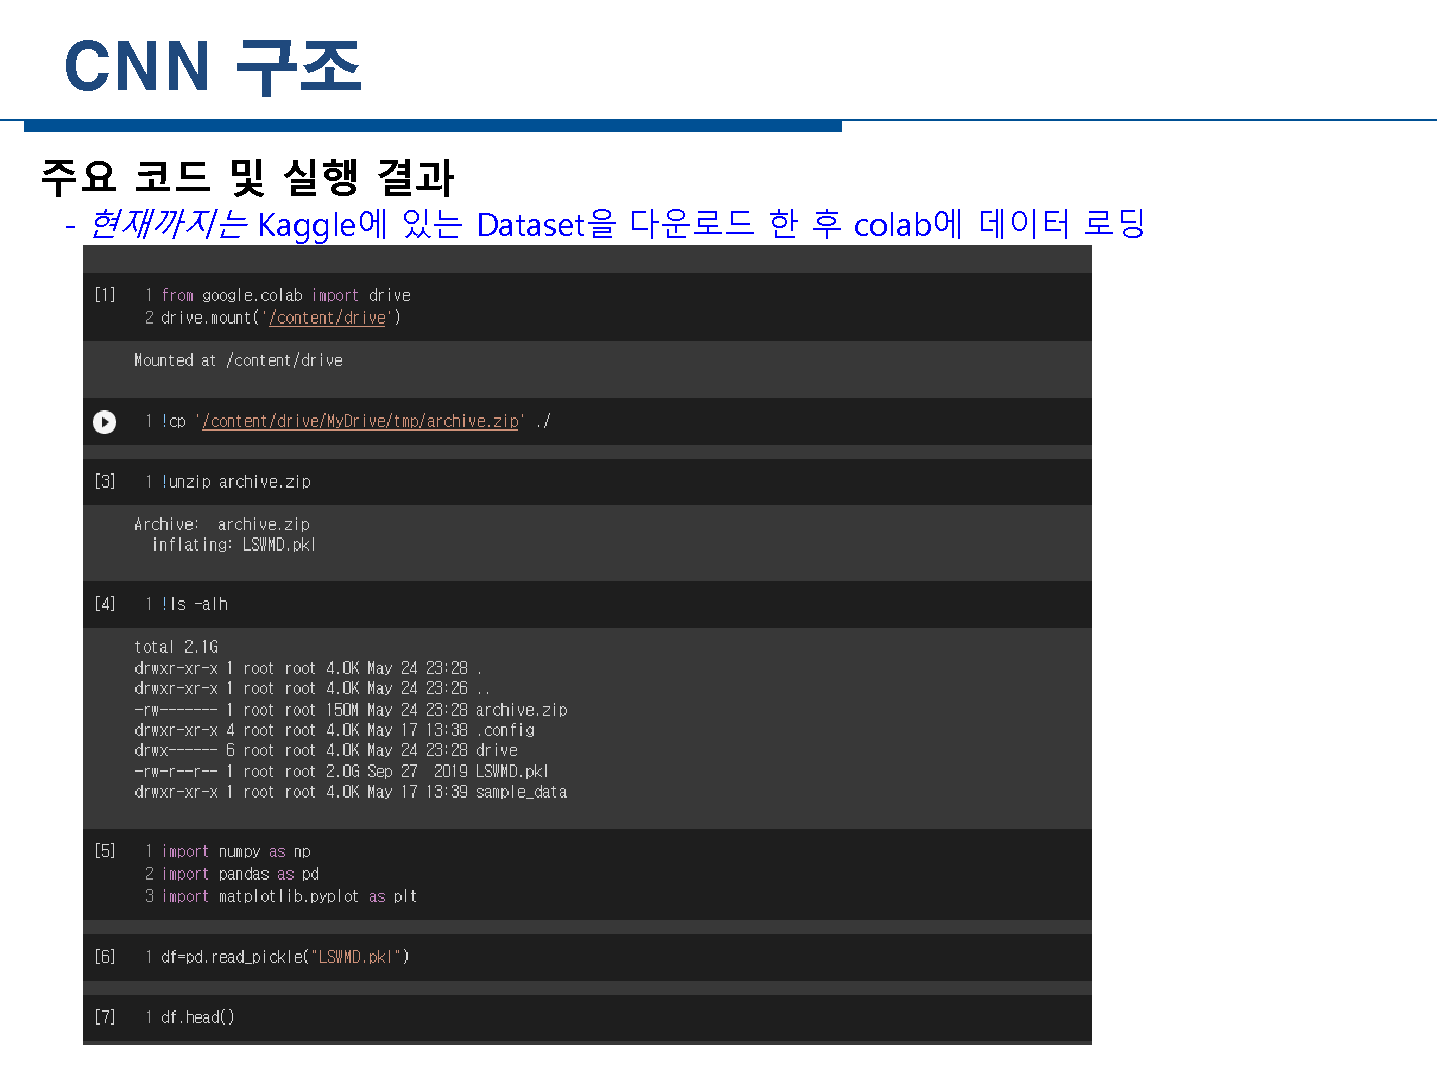 CNN 구조
주요 코드 및 실행 결과
- 현재까지는 Kaggle에 있는 Dataset을 다운로드 한 후 colab에 데이터 로딩
[1] 1 from google.colab import drive
2 drive.mount('/content/drive')
Mounted at /content/drive
1 !cp '/content/drive/MyDrive/tmp/archive.zip' ./
[3] 1 !unzip archive.zip
Archive:  archive.zip
inflating: LSWMD.pkl
[4] 1 !ls -alh
total 2.1G
drwxr-xr-x 1 root root 4.0K May 24 23:28 .
drwxr-xr-x 1 root root 4.0K May 24 23:26 ..
-rw------- 1 root root 150M May 24 23:28 archive.zip
drwxr-xr-x 4 root root 4.0K May 17 13:38 .config
drwx------ 6 root root 4.0K May 24 23:28 drive
-rw-r--r-- 1 root root 2.0G Sep 27  2019 LSWMD.pkl
drwxr-xr-x 1 root root 4.0K May 17 13:39 sample_data
[5] 1 import numpy as np
2 import pandas as pd
3 import matplotlib.pyplot as plt
[6] 1 df=pd.read_pickle("LSWMD.pkl")
[7] 1 df.head()